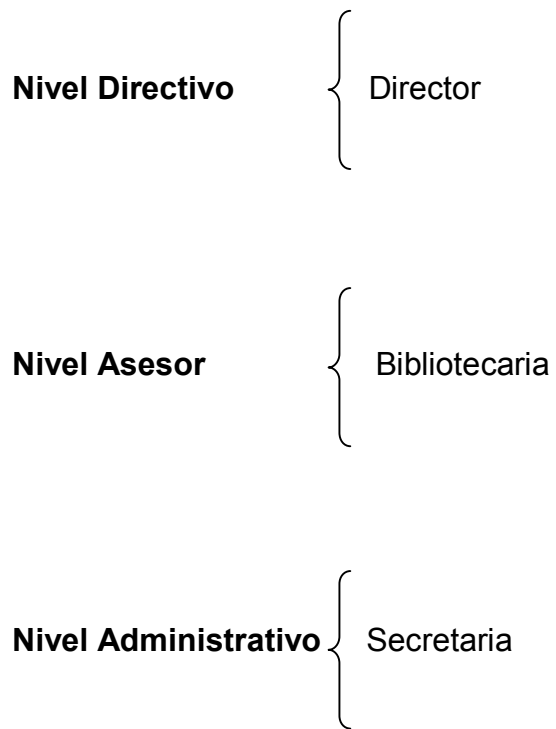 Nivel Directivo Director
Nivel Asesor Bibliotecaria
Nivel Administrativo Secretaria